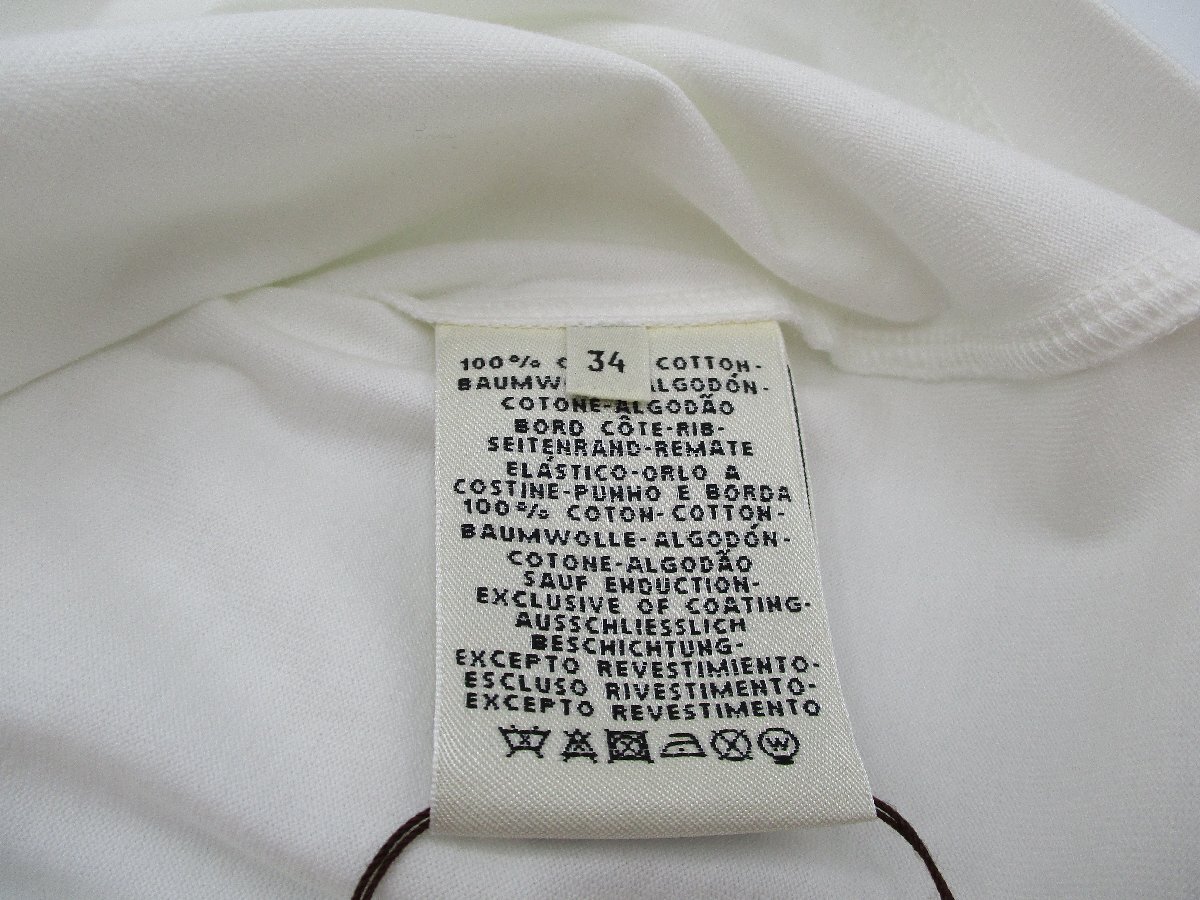 34
100% COTTON-
ALGODÓN-
COTONE-ALGODÃO
BORD CÔTE-RIB-
SEITENRAND-REMATE
ELÁSTICO-ORLO A
COSTINE-PUNHO E BORDA
100% COTON-COTTON-
BAUMWOLLE-ALGODÓN-
COTONE-ALGODÃO
SAUF ENDUCTION-
EXCLUSIVE OF COATING-
AUSSCHLIESSLICH
BESCHICHTUNG-
EXCEPTO REVESTIMIENTO-
ESCLUSO RIVESTIMENTO-
EXCEPTO REVESTIMENTO
W